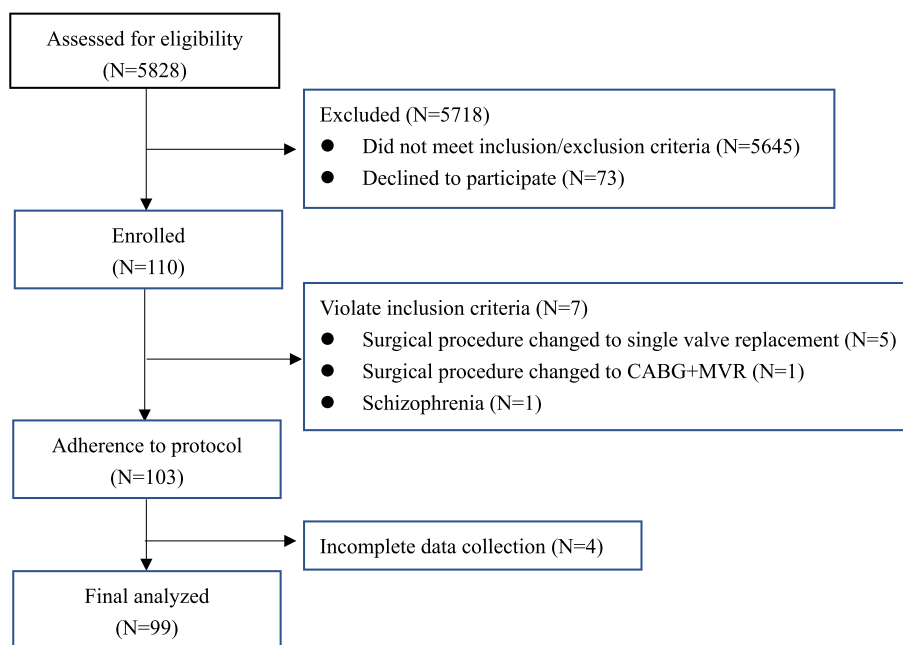 Assessed for eligibility
(N=5828)
Excluded (N=5718)
● Did not meet inclusion/exclusion criteria (N=5645)
● Declined to participate (N=73)
Enrolled
(N=110)
Violate inclusion criteria (N=7)
● Surgical procedure changed to single valve replacement (N=5)
● Surgical procedure changed to CABG+MVR (N=1)
● Schizophrenia (N=1)
Adherence to protocol
(N=103)
Incomplete data collection (N=4)
Final analyzed
(N=99)